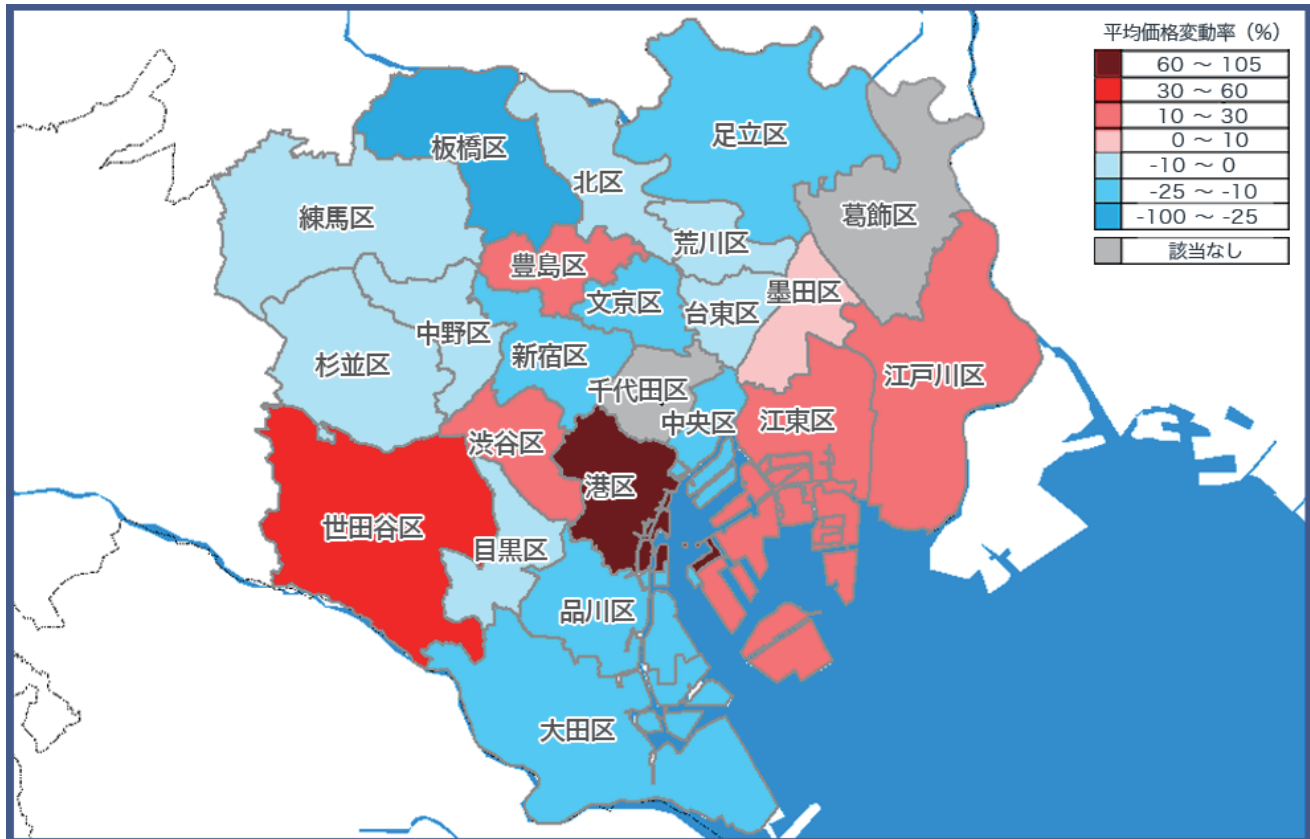 平均価格変動率（%）
60 ～ 105
30 ～ 60
10 ～ 30
0 ～ 10
-10 ～ 0
-25 ～ -10
-100 ～ -25
該当なし
足立区
板橋区
北区
葛飾区
練馬区
荒川区
豊島区
墨田区
文京区
台東区
中野区
新宿区
杉並区
江戸川区
千代田区
中央区
江東区
渋谷区
港区
世田谷区
目黒区
品川区
大田区